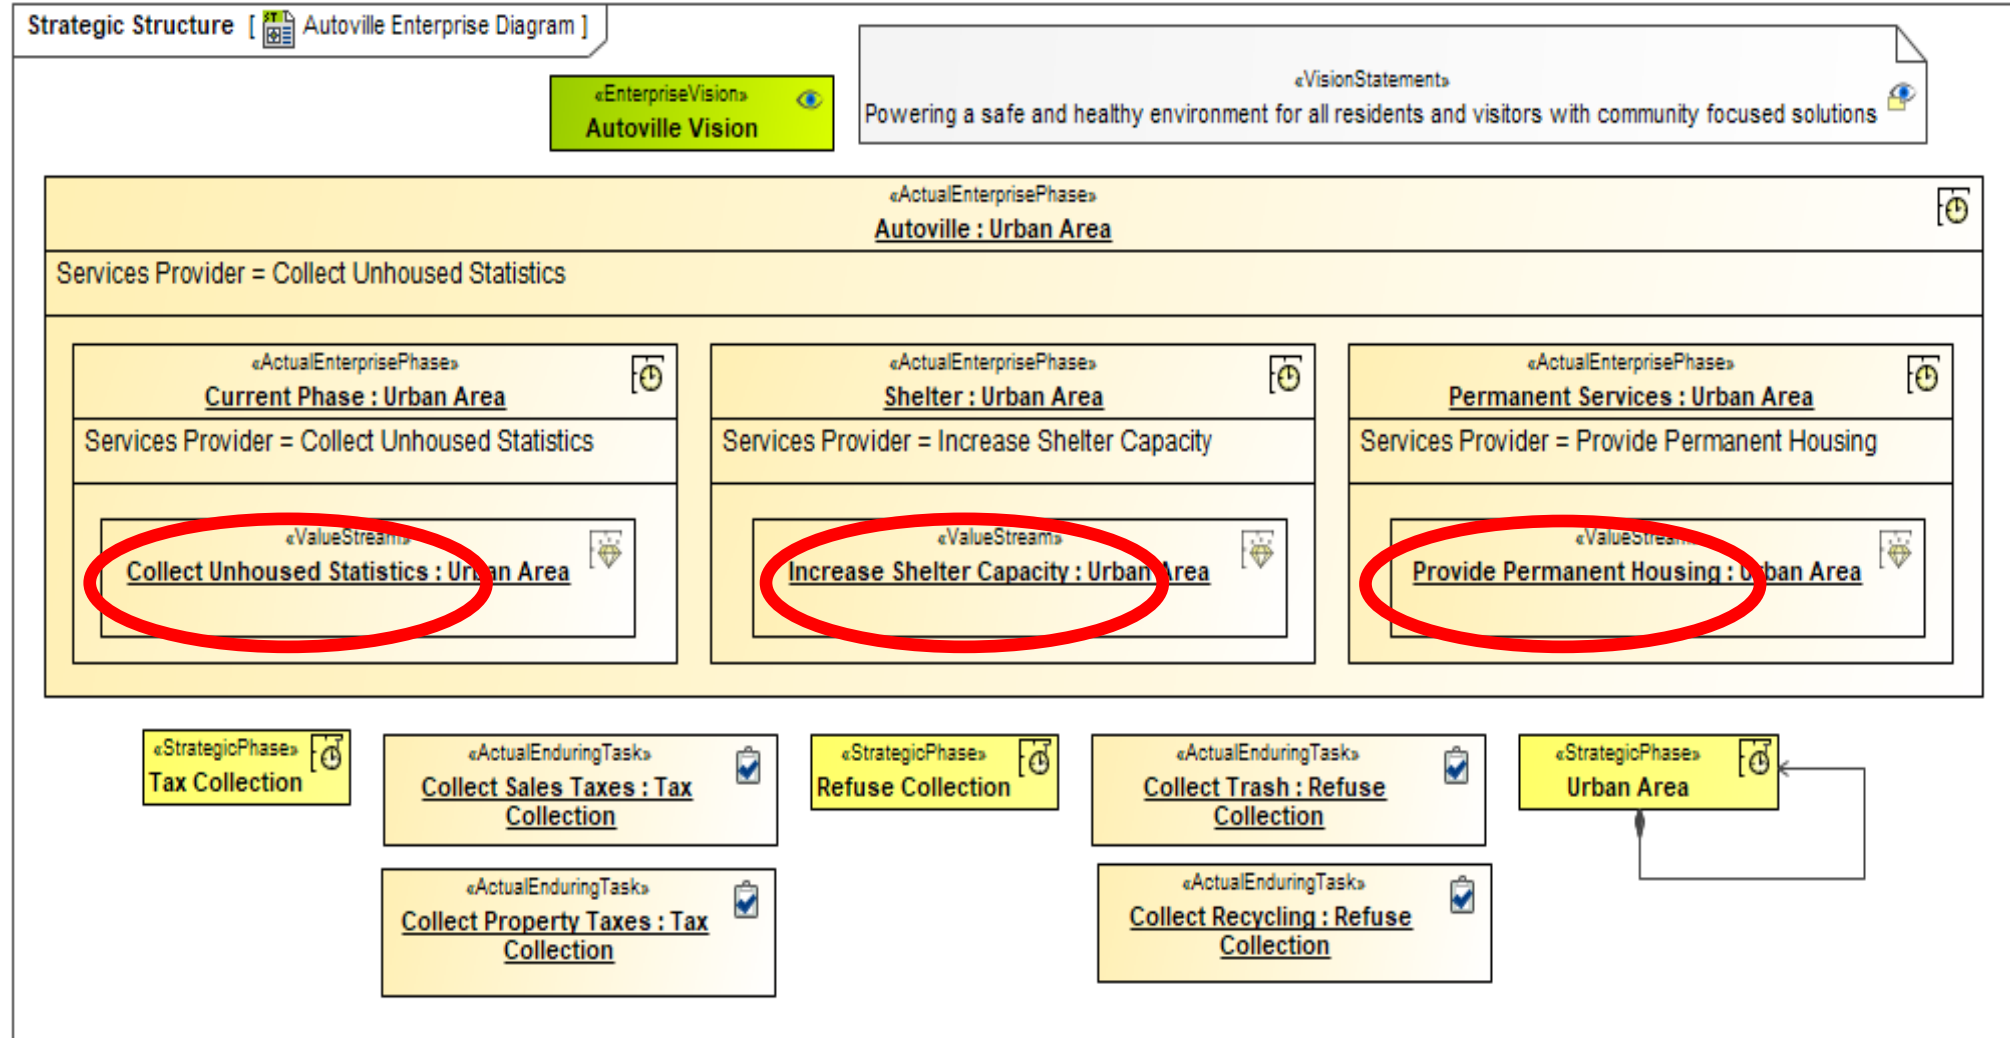 Strategic Structure [ Autoville Enterprise Diagram ]
«EnterpriseVision»
Autoville Vision
«VisionStatement»
Powering a safe and healthy environment for all residents and visitors with community focused solutions
«ActualEnterprisePhase»
Autoville : Urban Area
Services Provider = Collect Unhoused Statistics
«ActualEnterprisePhase»
Current Phase : Urban Area
Services Provider = Collect Unhoused Statistics
«ValueStream»
Collect Unhoused Statistics : Urban Area
«ActualEnterprisePhase»
Shelter : Urban Area
Services Provider = Increase Shelter Capacity
«ValueStream»
Increase Shelter Capacity : Urban Area
«ActualEnterprisePhase»
Permanent Services : Urban Area
Services Provider = Provide Permanent Housing
«ValueStream»
Provide Permanent Housing : Urban Area
«StrategicPhase»
Tax Collection
«ActualEnduringTask»
Collect Sales Taxes : Tax
Collection
«StrategicPhase»
Refuse Collection
«ActualEnduringTask»
Collect Trash : Refuse
Collection
«StrategicPhase»
Urban Area
«ActualEnduringTask»
Collect Property Taxes : Tax
Collection
«ActualEnduringTask»
Collect Recycling : Refuse
Collection